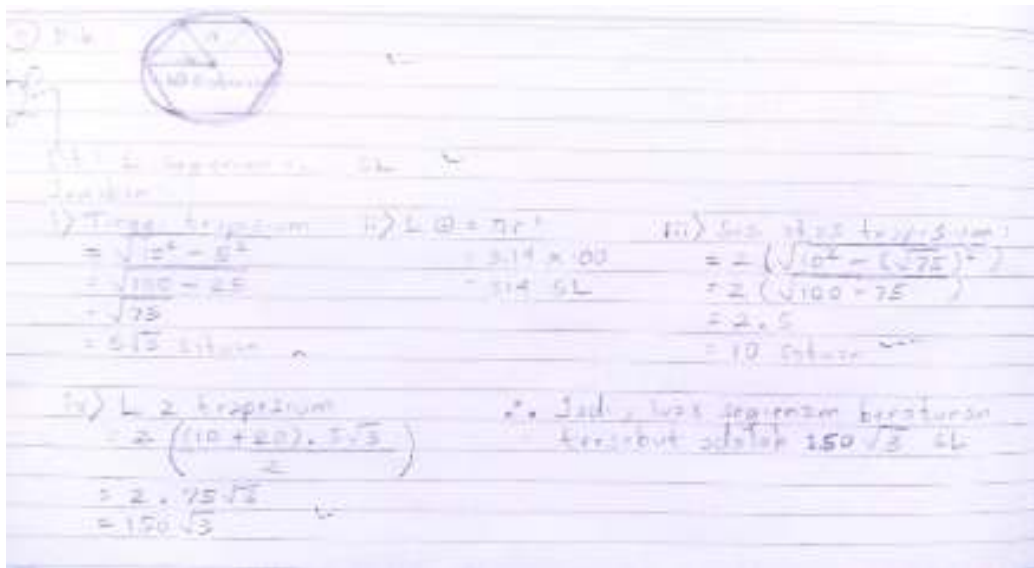 i) Tinggi trapesium
= √10² - 5²
= √100 - 25
= √75
= 5√3 satuan
ii) L = πr²
= 3.14 × 100
= 314 SL
iii) Sisi atas trapesium:
= 2 (√10² - (√75)²)
= 2 (√100 - 75)
= 2 . 5
= 10 satuan
iv) L 2 trapesium
= 2 ((10 + 20) . 5√3 / 2)
= 2 . 75√3
= 150 √3
∴ Jadi, luas segienam beraturan
tersebut adalah 150 √3 SL